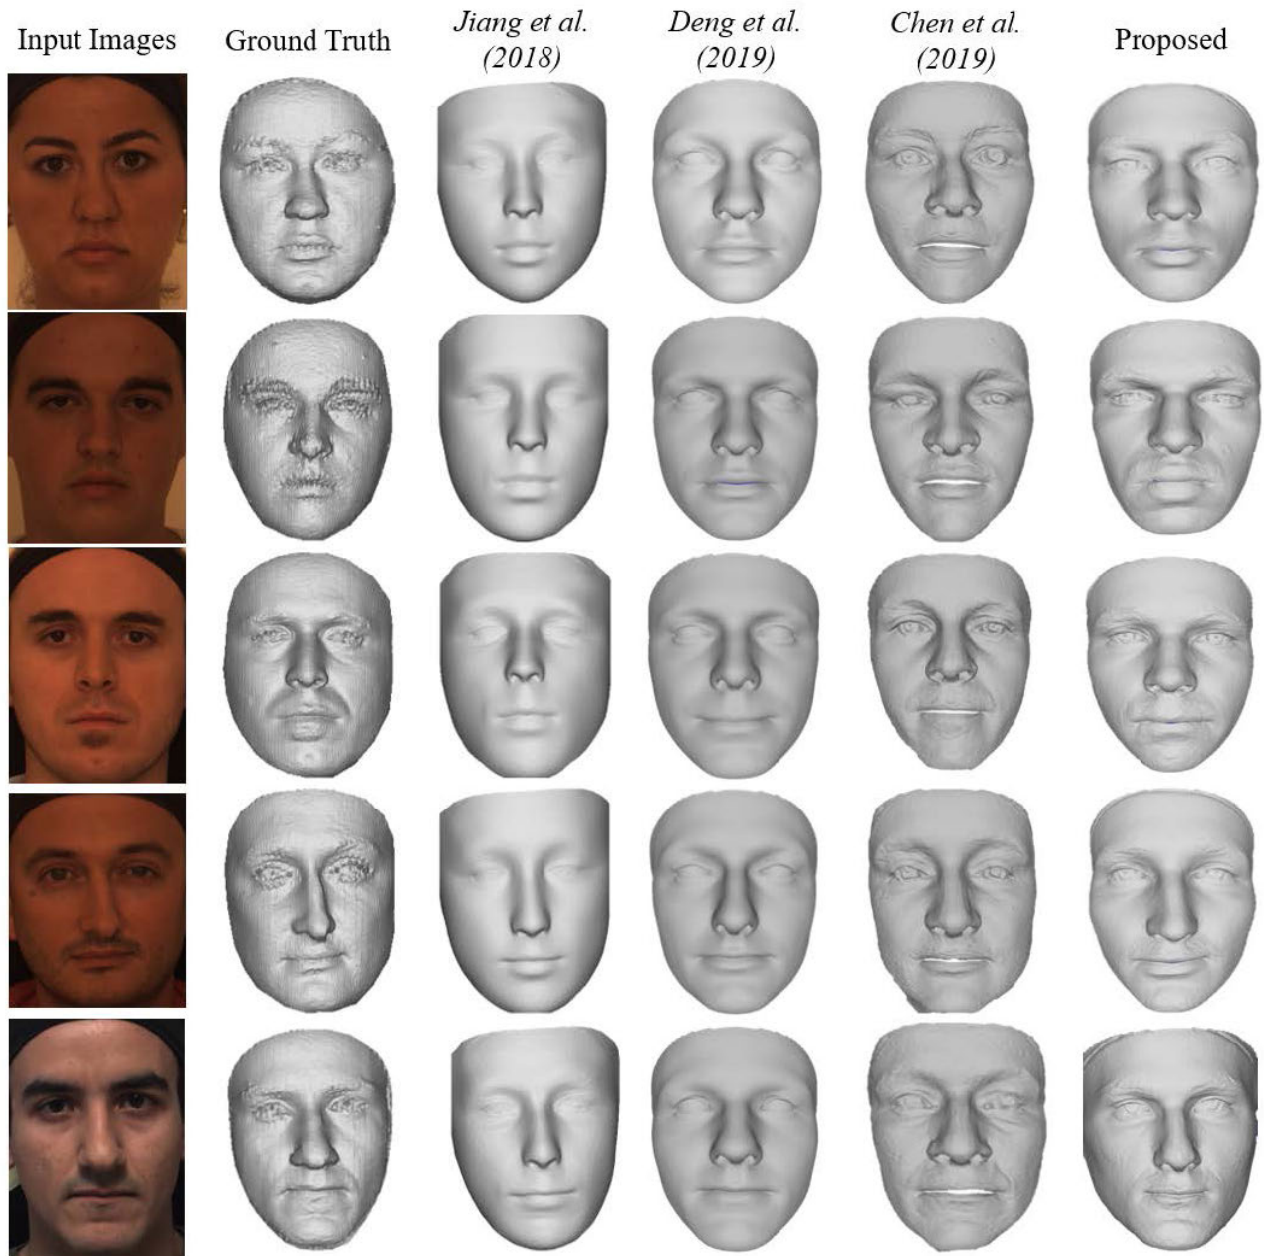 Input Images
Ground Truth
Jiang et al.
(2018)
Deng et al.
(2019)
Chen et al.
(2019)
Proposed